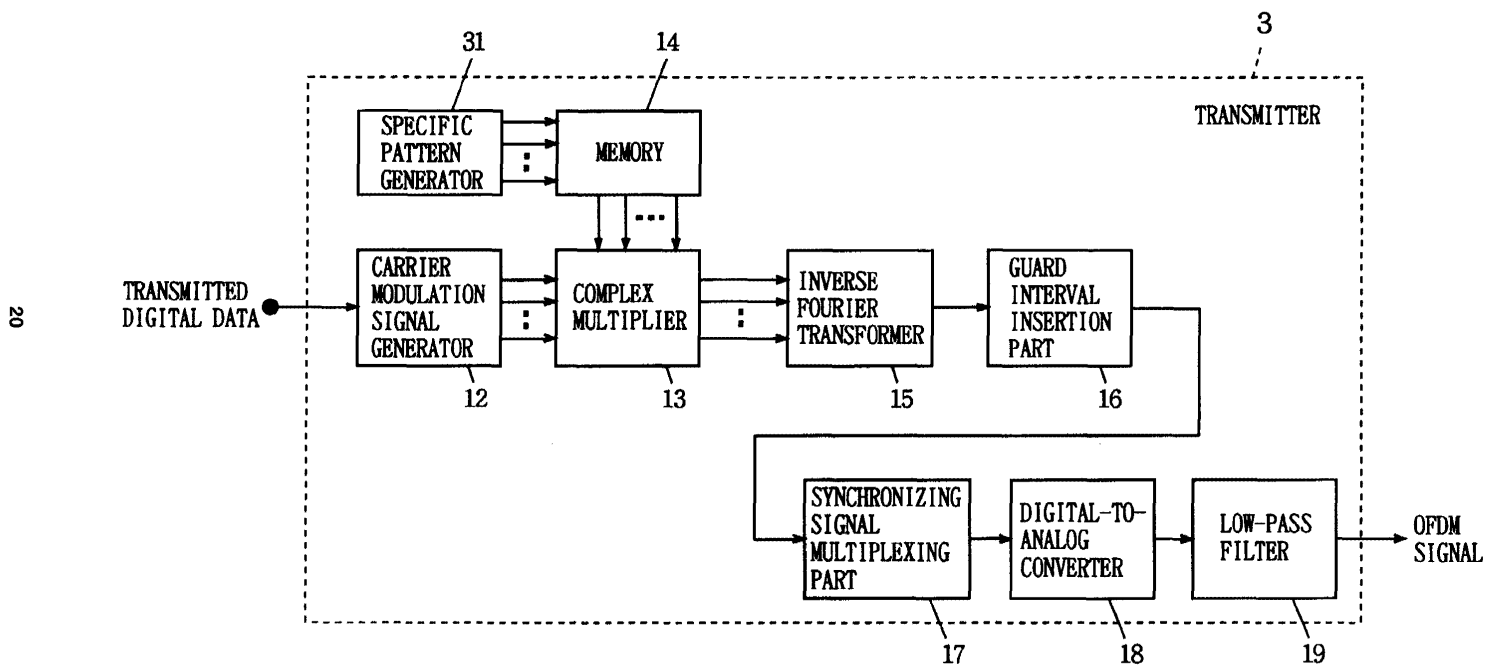 3
31
14
TRANSMITTER
SPECIFIC
PATTERN
GENERATOR
MEMORY
TRANSMITTED
DIGITAL DATA
CARRIER
MODULATION
SIGNAL
GENERATOR
COMPLEX
MULTIPLIER
INVERSE
FOURIER
TRANSFORMER
GUARD
INTERVAL
INSERTION
PART
12
13
15
16
20
SYNCHRONIZING
SIGNAL
MULTIPLEXING
PART
DIGITAL-TO-
ANALOG
CONVERTER
LOW-PASS
FILTER
OFDM
SIGNAL
17
18
19